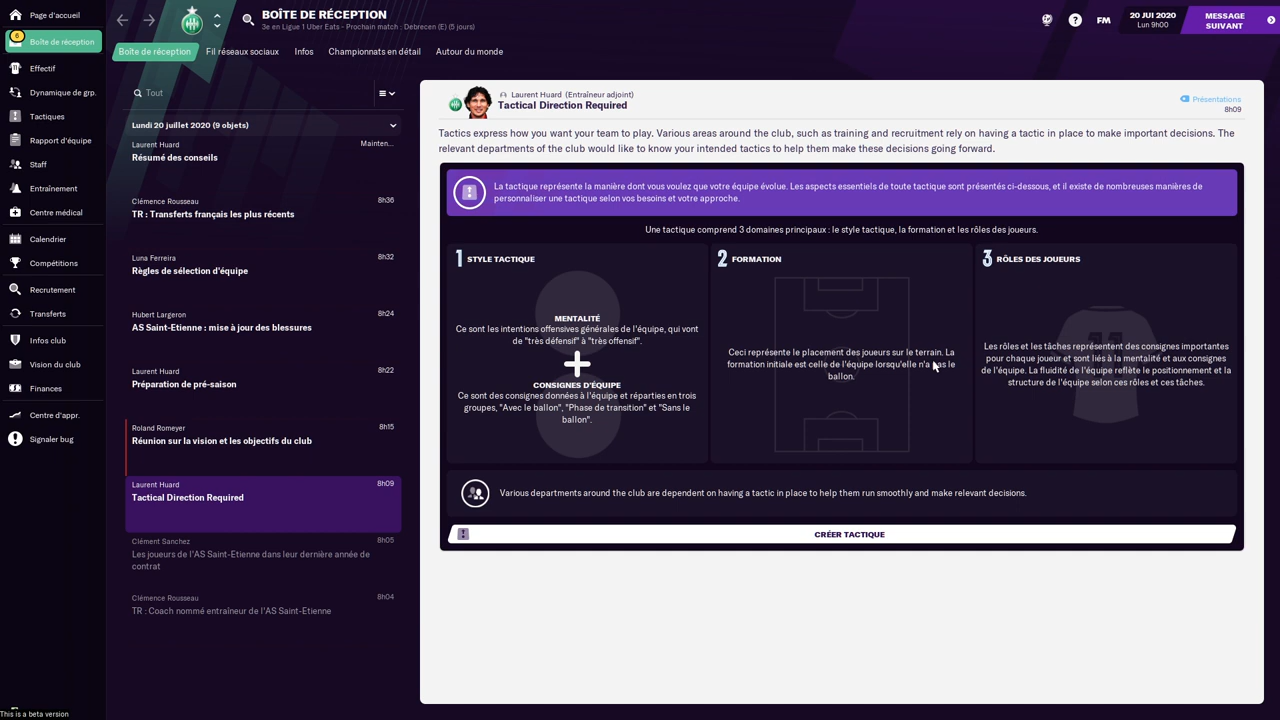 Page d'accueil
6
Boîte de réception
Effectif
Dynamique de grp.
Tactiques
Rapport d'équipe
Staff
Entraînement
Centre médical
Calendrier
Compétitions
Recrutement
Transferts
Infos club
Vision du club
Finances
Centre d'appr.
Signaler bug
This is a beta version
BOÎTE DE RÉCEPTION
3e en Ligue 1 Uber Eats - Prochain match : Debrecen (E) (5 jours)
FM
20 JUI 2020
Lun 9h00
MESSAGE
SUIVANT
Boîte de réception
Fil réseaux sociaux
Infos
Championnats en détail
Autour du monde
Tout
Lundi 20 juillet 2020 (9 objets)
Laurent Huard Mainten...
Résumé des conseils
Clémence Rousseau 8h36
TR : Transferts français les plus récents
Luna Ferreira 8h32
Règles de sélection d'équipe
Hubert Largeron 8h24
AS Saint-Etienne : mise à jour des blessures
Laurent Huard 8h22
Préparation de pré-saison
Roland Romeyer 8h15
Réunion sur la vision et les objectifs du club
Laurent Huard 8h09
Tactical Direction Required
Clément Sanchez 8h05
Les joueurs de l'AS Saint-Etienne dans leur dernière année de
contrat
Clémence Rousseau 8h04
TR : Coach nommé entraîneur de l'AS Saint-Etienne
Laurent Huard (Entraîneur adjoint)
Tactical Direction Required
Présentations
8h09
Tactics express how you want your team to play. Various areas around the club, such as training and recruitment rely on having a tactic in place to make important decisions. The
relevant departments of the club would like to know your intended tactics to help them make these decisions going forward.
La tactique représente la manière dont vous voulez que votre équipe évolue. Les aspects essentiels de toute tactique sont présentés ci-dessous, et il existe de nombreuses manières de
personnaliser une tactique selon vos besoins et votre approche.
Une tactique comprend 3 domaines principaux : le style tactique, la formation et les rôles des joueurs.
1 STYLE TACTIQUE
MENTALITÉ
Ce sont les intentions offensives générales de l'équipe, qui vont
de "très défensif" à "très offensif".
CONSIGNES D'ÉQUIPE
Ce sont des consignes données à l'équipe et réparties en trois
groupes, "Avec le ballon", "Phase de transition" et "Sans le
ballon".
2 FORMATION
Ceci représente le placement des joueurs sur le terrain. La
formation initiale est celle de l'équipe lorsqu'elle n'a pas le
ballon.
3 RÔLES DES JOUEURS
11
Les rôles et les tâches représentent des consignes importantes
pour chaque joueur et sont liés à la mentalité et aux consignes
de l'équipe. La fluidité de l'équipe reflète le positionnement et la
structure de l'équipe selon ces rôles et ces tâches.
Various departments around the club are dependent on having a tactic in place to help them run smoothly and make relevant decisions.
CRÉER TACTIQUE